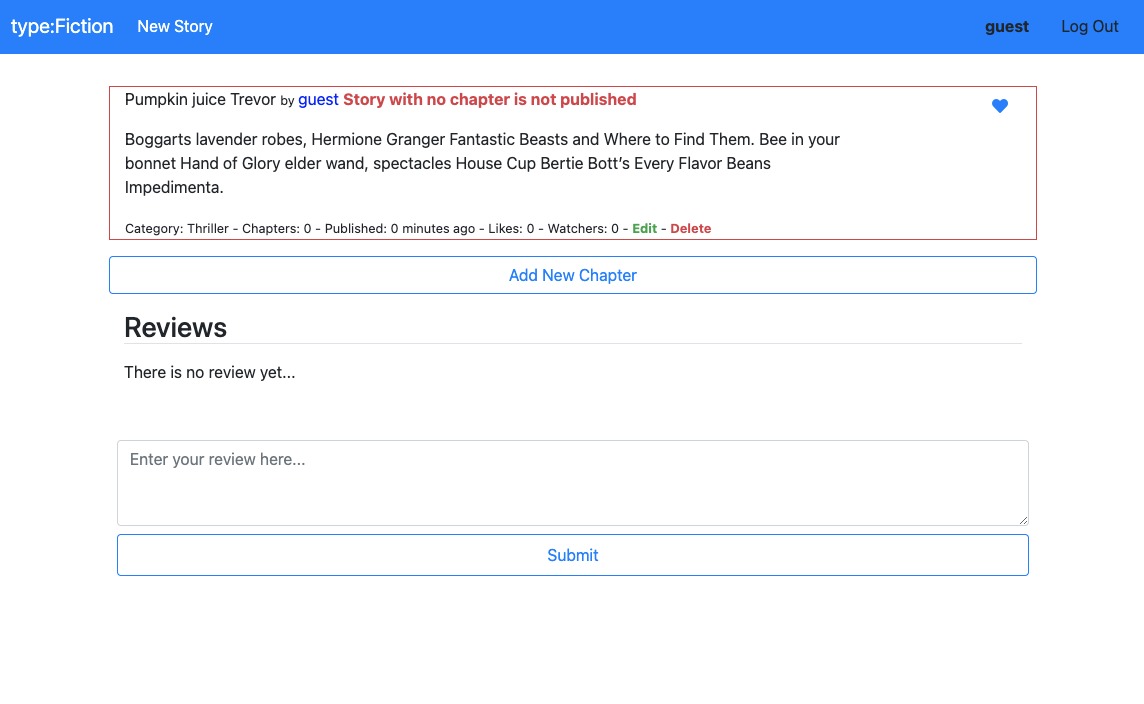 type:Fiction New Story guest Log Out
Pumpkin juice Trevor by guest Story with no chapter is not published
Boggarts lavender robes, Hermione Granger Fantastic Beasts and Where to Find Them. Bee in your
bonnet Hand of Glory elder wand, spectacles House Cup Bertie Bott’s Every Flavor Beans
Impedimenta.
Category: Thriller - Chapters: 0 - Published: 0 minutes ago - Likes: 0 - Watchers: 0 - Edit - Delete
Add New Chapter
Reviews
There is no review yet...
Enter your review here...
Submit